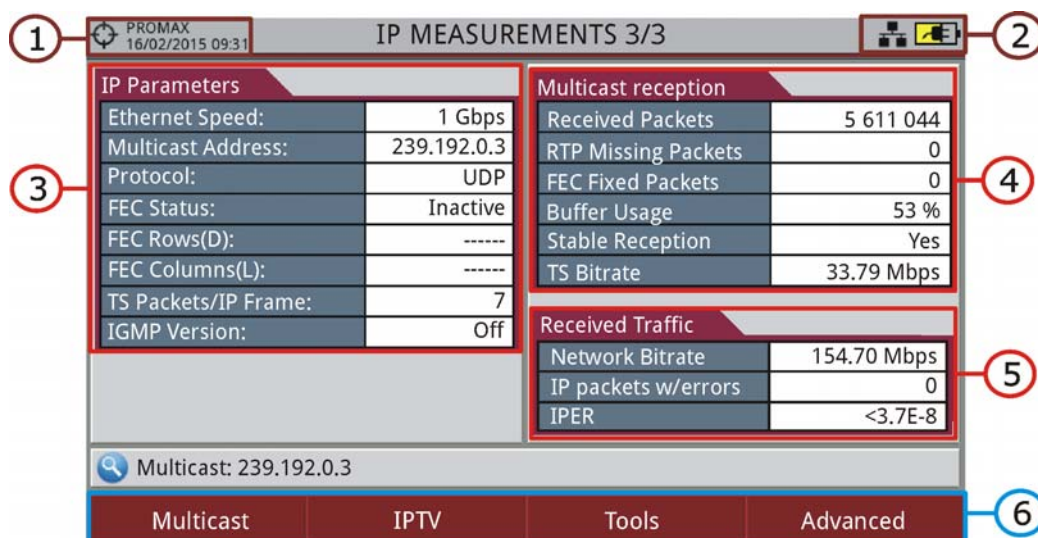 1
PROMAX
16/02/2015 09:31
IP MEASUREMENTS 3/3
2
3
IP Parameters
Ethernet Speed: 1 Gbps
Multicast Address: 239.192.0.3
Protocol: UDP
FEC Status: Inactive
FEC Rows(D): ------
FEC Columns(L): ------
TS Packets/IP Frame: 7
IGMP Version: Off
Multicast reception
Received Packets 5 611 044
RTP Missing Packets 0
FEC Fixed Packets 0
Buffer Usage 53 %
Stable Reception Yes
TS Bitrate 33.79 Mbps
4
Received Traffic
Network Bitrate 154.70 Mbps
IP packets w/errors 0
IPER <3.7E-8
5
Multicast: 239.192.0.3
Multicast IPTV Tools Advanced
6